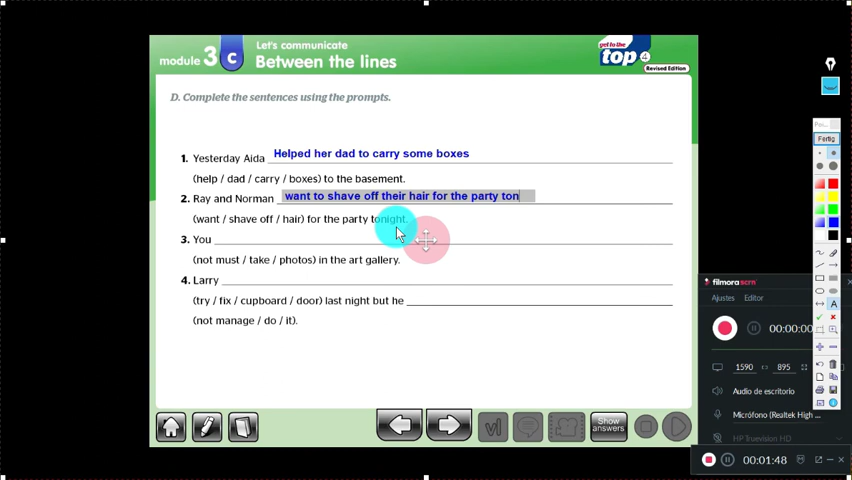 module 3 c
Let's communicate
Between the lines
get to the
top 4
Revised Edition
D. Complete the sentences using the prompts.
1. Yesterday Aida Helped her dad to carry some boxes
(help / dad / carry / boxes) to the basement.
2. Ray and Norman want to shave off their hair for the party ton
(want / shave off / hair) for the party tonight.
3. You
(not must / take / photos) in the art gallery.
4. Larry
(try / fix / cupboard / door) last night but he
(not manage / do / it).
Show
answers
Fertig
A
filmora scrn
Ajustes Editor
00:00:00
1590 895
Audio de escritorio
Micrófono (Realtek High ...
HP Truevision HD
00:01:48